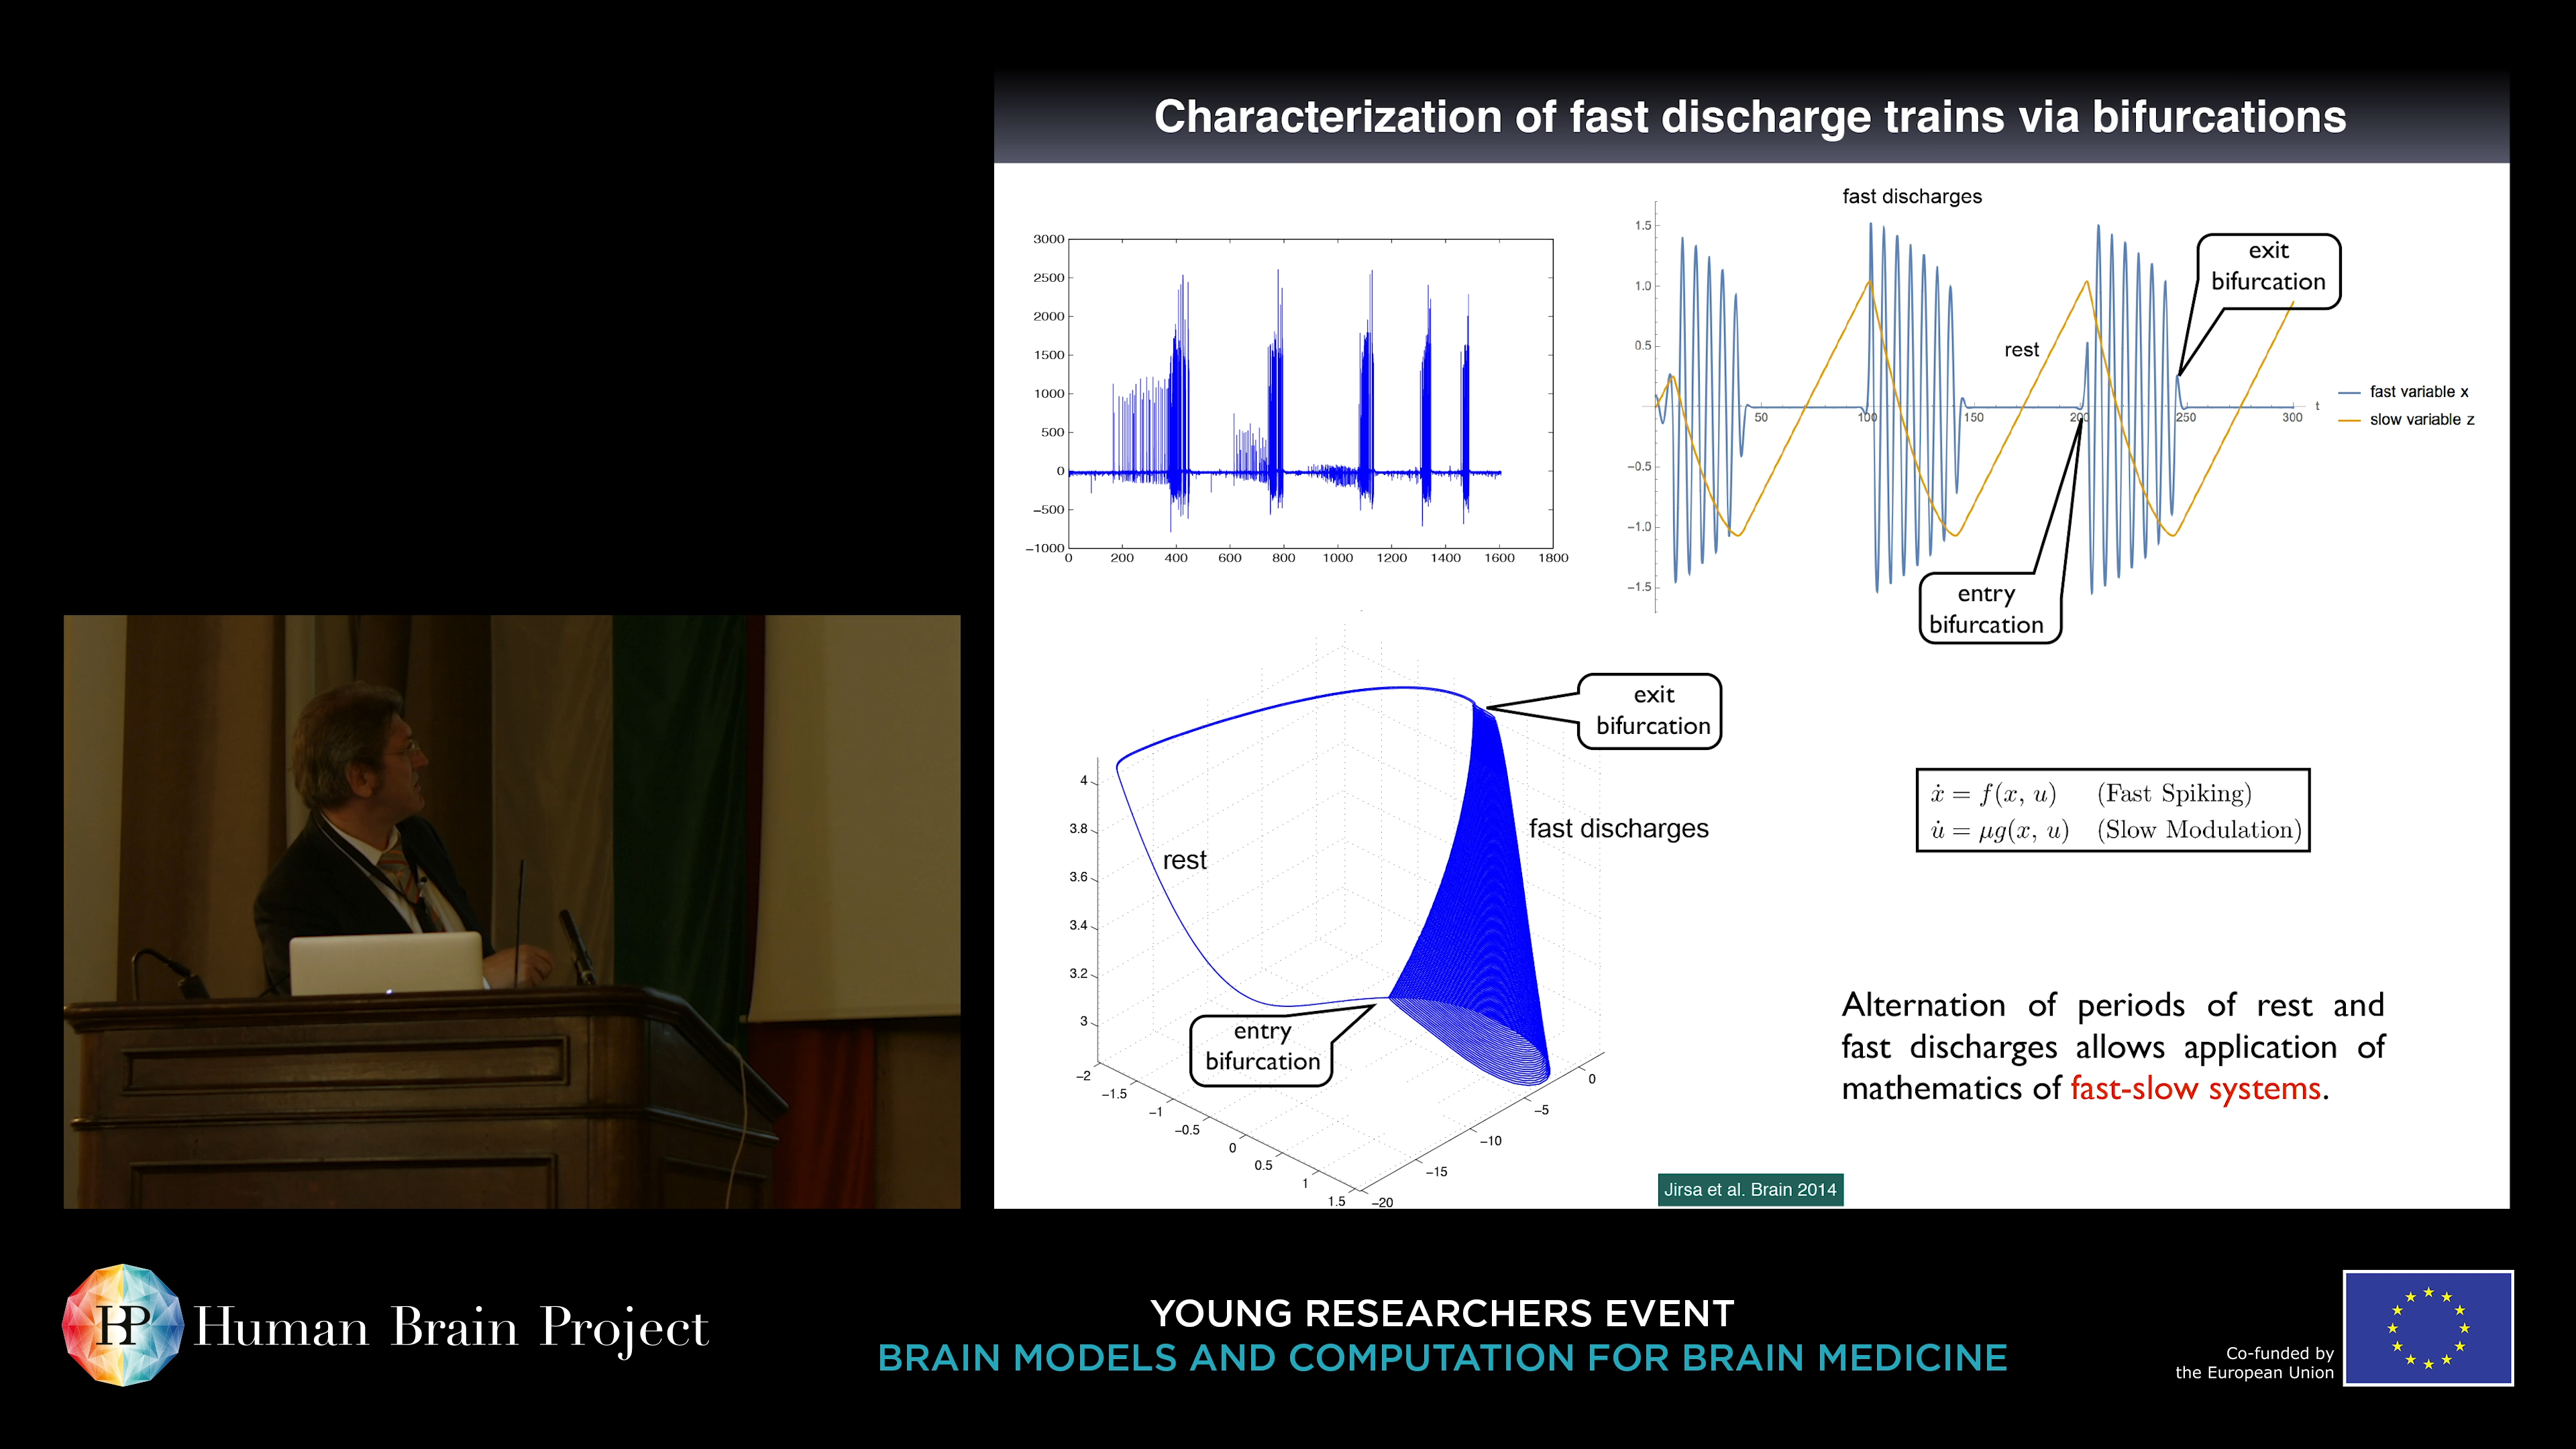 Characterization of fast discharge trains via bifurcations
3000
2500
2000
1500
1000
500
0
−500
−1000
0 200 400 600 800 1000 1200 1400 1600 1800
fast discharges
1.5
1.0
0.5
−0.5
−1.0
−1.5
50 100 150 200 250 300 t
rest
exit
bifurcation
fast variable x
slow variable z
entry
bifurcation
exit
bifurcation
fast discharges
rest
entry
bifurcation
4
3.8
3.6
3.4
3.2
3
−2
−1.5
−1
−0.5
0
0.5
1
1.5
−20
−15
−10
−5
0
ẋ = f(x, u) (Fast Spiking)
u̇ = μg(x, u) (Slow Modulation)
Alternation of periods of rest and
fast discharges allows application of
mathematics of fast-slow systems.
Jirsa et al. Brain 2014
HBP Human Brain Project
YOUNG RESEARCHERS EVENT
BRAIN MODELS AND COMPUTATION FOR BRAIN MEDICINE
Co-funded by
the European Union